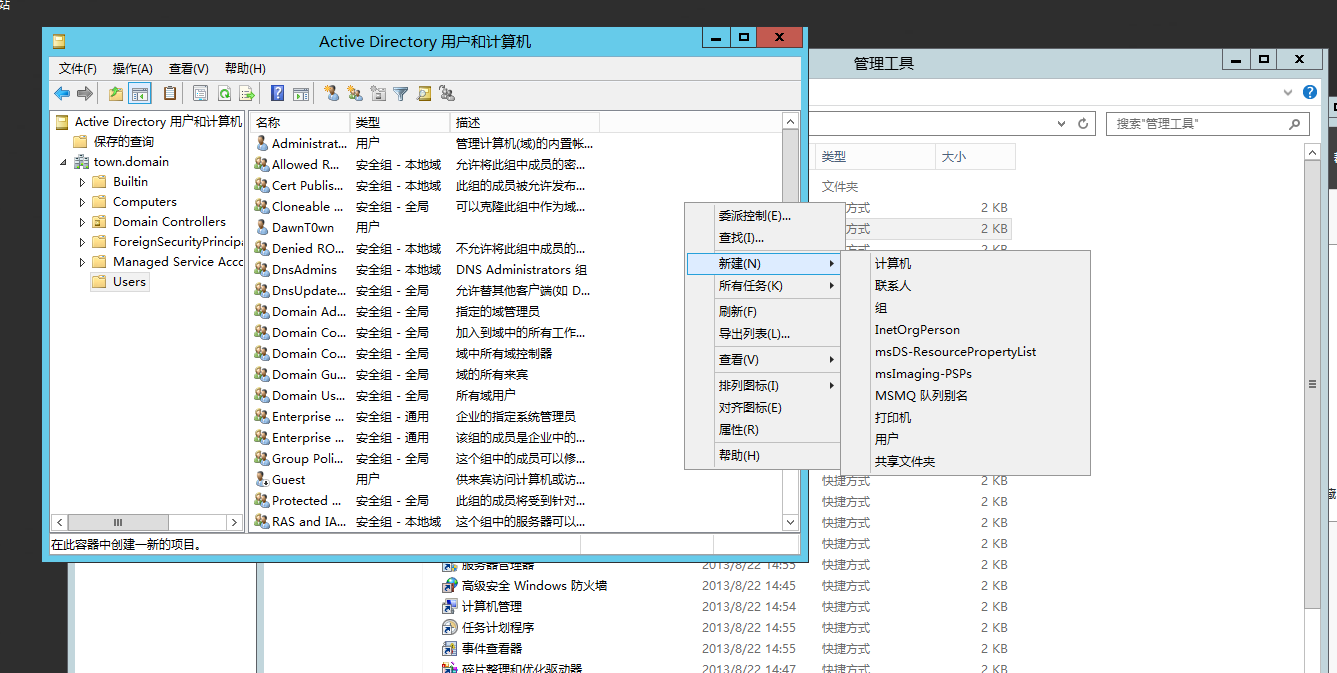 站
Active Directory 用户和计算机
文件(F) 操作(A) 查看(V) 帮助(H)
Active Directory 用户和计算机
保存的查询
town.domain
Builtin
Computers
Domain Controllers
ForeignSecurityPrincipa
Managed Service Acco
Users
名称 类型 描述
Administrat... 用户 管理计算机(域)的内置帐...
Allowed R... 安全组 - 本地域 允许将此组中成员的密...
Cert Publis... 安全组 - 本地域 此组的成员被允许发布...
Cloneable ... 安全组 - 全局 可以克隆此组中作为域...
DawnT0wn 用户
Denied RO... 安全组 - 本地域 不允许将此组中成员的...
DnsAdmins 安全组 - 本地域 DNS Administrators 组
DnsUpdate... 安全组 - 全局 允许替其他客户端(如 D...
Domain Ad... 安全组 - 全局 指定的域管理员
Domain Co... 安全组 - 全局 加入到域中的所有工作...
Domain Co... 安全组 - 全局 域中所有域控制器
Domain Gu... 安全组 - 全局 域的所有来宾
Domain Us... 安全组 - 全局 所有域用户
Enterprise ... 安全组 - 通用 企业的指定系统管理员
Enterprise ... 安全组 - 通用 该组的成员是企业中的...
Group Poli... 安全组 - 全局 这个组中的成员可以修...
Guest 用户 供来宾访问计算机或访...
Protected ... 安全组 - 全局 此组的成员将受到针对...
RAS and IA... 安全组 - 本地域 这个组中的服务器可以...
在此容器中创建一新的项目。
委派控制(E)...
查找(I)...
新建(N)
所有任务(K)
刷新(F)
导出列表(L)...
查看(V)
排列图标(I)
对齐图标(E)
属性(R)
帮助(H)
计算机
联系人
组
InetOrgPerson
msDS-ResourcePropertyList
msImaging-PSPs
MSMQ 队列别名
打印机
用户
共享文件夹
管理工具
搜索"管理工具"
类型 大小
文件夹
方式 2 KB
方式 2 KB
方式 2 KB
快捷方式 2 KB
快捷方式 2 KB
快捷方式 2 KB
快捷方式 2 KB
服务器管理器 2013/8/22 14:55 快捷方式 2 KB
高级安全 Windows 防火墙 2013/8/22 14:45 快捷方式 2 KB
计算机管理 2013/8/22 14:54 快捷方式 2 KB
任务计划程序 2013/8/22 14:55 快捷方式 2 KB
事件查看器 2013/8/22 14:55 快捷方式 2 KB
碎片整理和优化驱动器 2013/8/22 14:47 快捷方式 2 KB